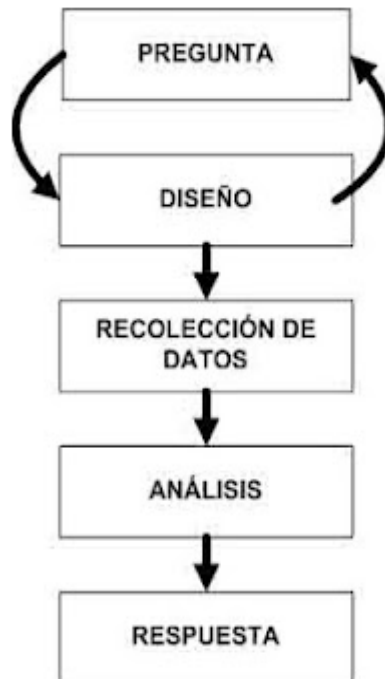 PREGUNTA
DISEÑO
RECOLECCIÓN DE
DATOS
ANÁLISIS
RESPUESTA